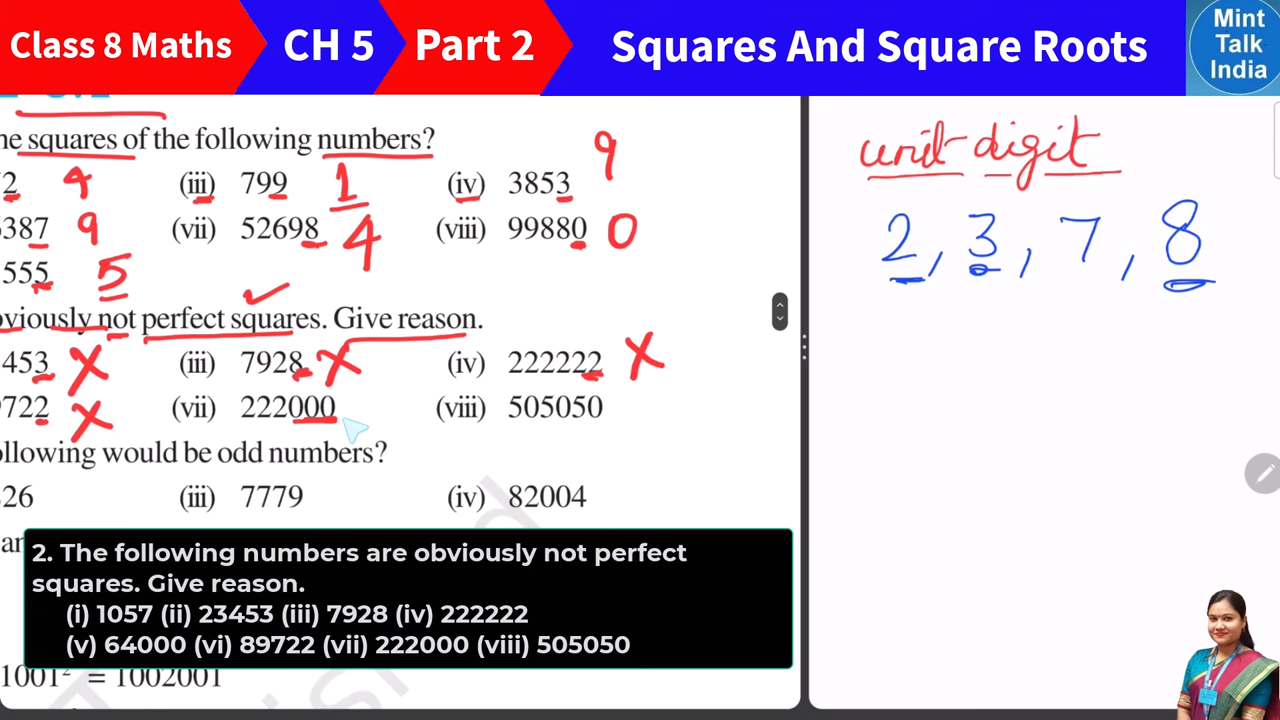 Class 8 Maths CH 5 Part 2 Squares And Square Roots
Mint
Talk
India
he squares of the following numbers? 9
2 4 (iii) 799 1 (iv) 3853
387 9 (vii) 52698 4 (viii) 99880 0
555 5
viously not perfect squares. Give reason.
453 X (iii) 7928 X (iv) 222222 X
722 X (vii) 222000 (viii) 505050
ollowing would be odd numbers?
26 (iii) 7779 (iv) 82004
2. The following numbers are obviously not perfect
squares. Give reason.
(i) 1057 (ii) 23453 (iii) 7928 (iv) 222222
(v) 64000 (vi) 89722 (vii) 222000 (viii) 505050
1001² = 1002001
unit digit
2, 3, 7, 8